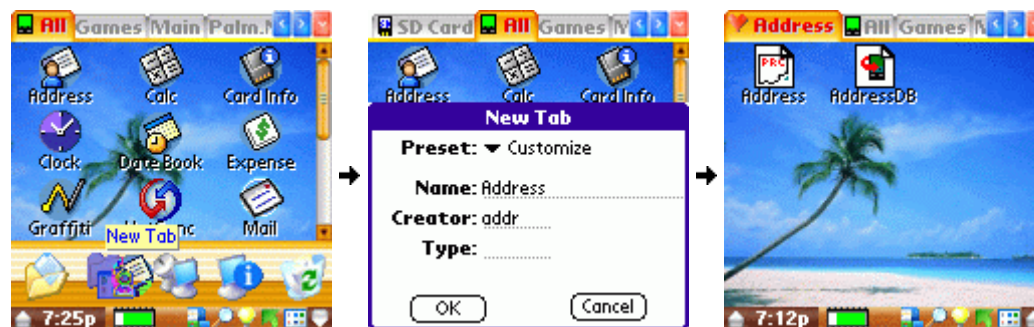 All Games Main Palm.
Address Calc Card Info
Clock Date Book Expense
Graffiti Mail
New Tab
7:25p
SD Card All Games
Address Calc Card Info
New Tab
Preset: Customize
Name: Address
Creator: addr
Type:
OK Cancel
Address All Games
PRC
Address AddressDB
7:12p